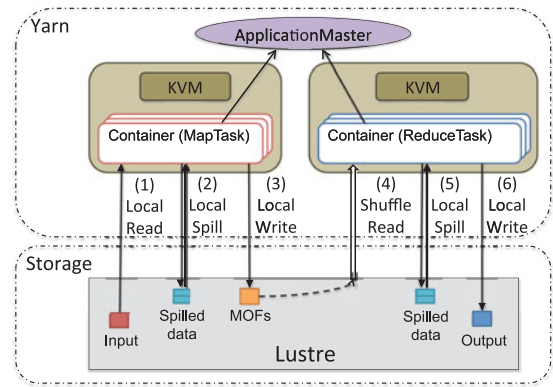 Yarn
ApplicationMaster
KVM
KVM
Container (MapTask)
Container (ReduceTask)
(1)
Local
Read
(2)
Local
Spill
(3)
Local
Write
(4)
Shuffle
Read
(5)
Local
Spill
(6)
Local
Write
Storage
Input
Spilled
data
MOFs
Spilled
data
Output
Lustre